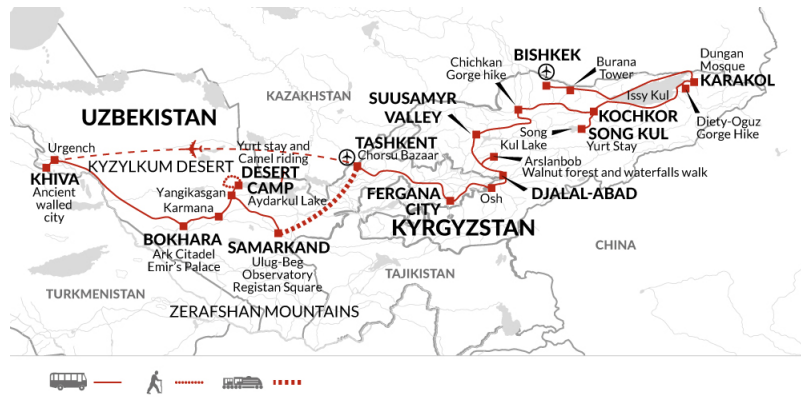 BISHKEK
Burana
Tower
Dungan
Mosque
KARAKOL
Chichkan
Gorge hike
Issy Kul
KAZAKHSTAN
SUUSAMYR
VALLEY
KOCHKOR
Diety-Oguz
Gorge Hike
UZBEKISTAN
Song
Kul Lake
SONG KUL
Yurt Stay
Urgench
Yurt stay and
Camel riding
TASHKENT
Chorsu Bazaar
Arslanbob
Walnut forest and waterfalls walk
KYZYLKUM DESERT
DESERT
CAMP
Aydarkul Lake
KHIVA
Ancient
walled
city
Yangikasgan
Karmana
FERGANA
CITY
Osh
DJALAL-ABAD
KYRGYZSTAN
BOKHARA
Ark Citadel
Emir's Palace
SAMARKAND
Ulug-Beg
Observatory
Registan Square
CHINA
TAJIKISTAN
TURKMENISTAN
ZERAFSHAN MOUNTAINS